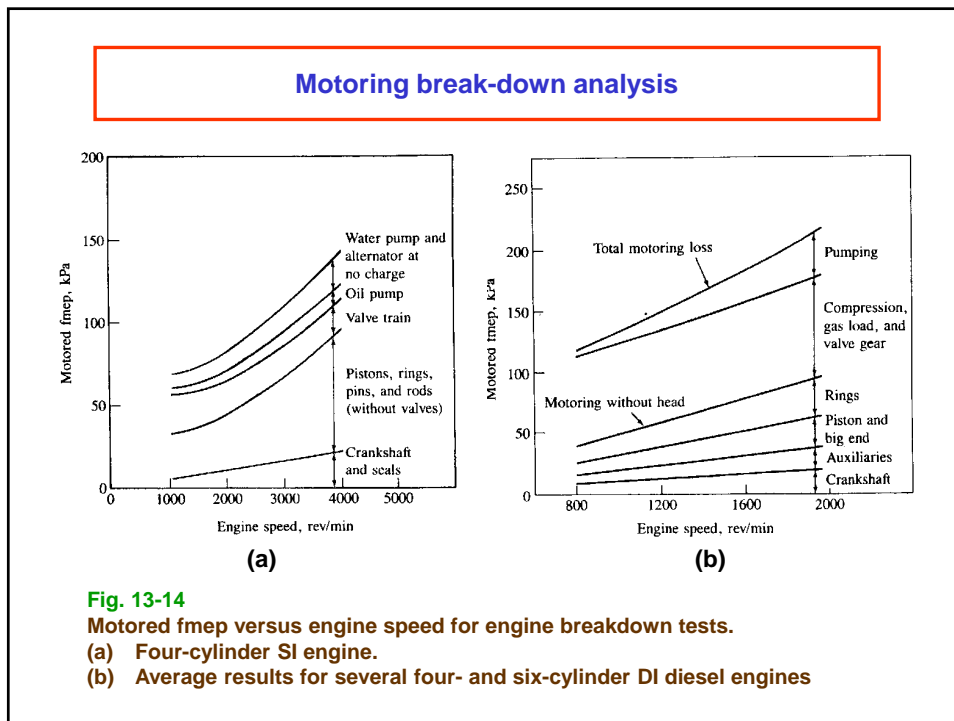 Motoring break-down analysis
200
150
100
50
0
Motored fmep, kPa
Water pump and
alternator at
no charge
Oil pump
Valve train
Pistons, rings,
pins, and rods
(without valves)
Crankshaft
and seals
0
1000
2000
3000
4000
5000
Engine speed, rev/min
(a)
250
200
150
100
50
0
Motored fmep, kPa
Total motoring loss
Motoring without head
Pumping
Compression,
gas load, and
valve gear
Rings
Piston and
big end
Auxiliaries
Crankshaft
800
1200
1600
2000
Engine speed, rev/min
(b)
Fig. 13-14
Motored fmep versus engine speed for engine breakdown tests.
(a) Four-cylinder SI engine.
(b) Average results for several four- and six-cylinder DI diesel engines